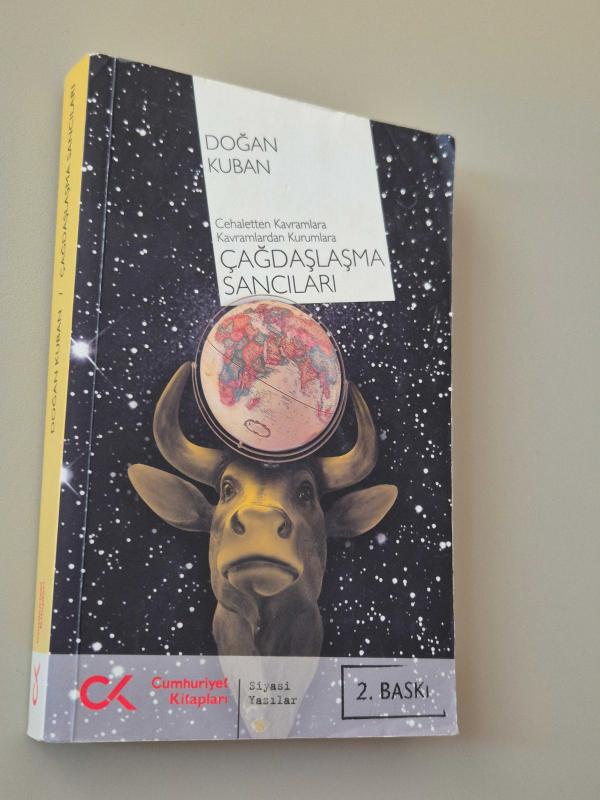 DOĞAN
KUBAN
Cehaletten Kavramlara
Kavramlardan Kurumlara
ÇAĞDAŞLAŞMA
SANCILARI
Cumhuriyet
Kitapları
Siyasi
Yazılar
2. BASKI
DOĞAN KUBAN / ÇAĞDAŞLAŞMA SANCILARI